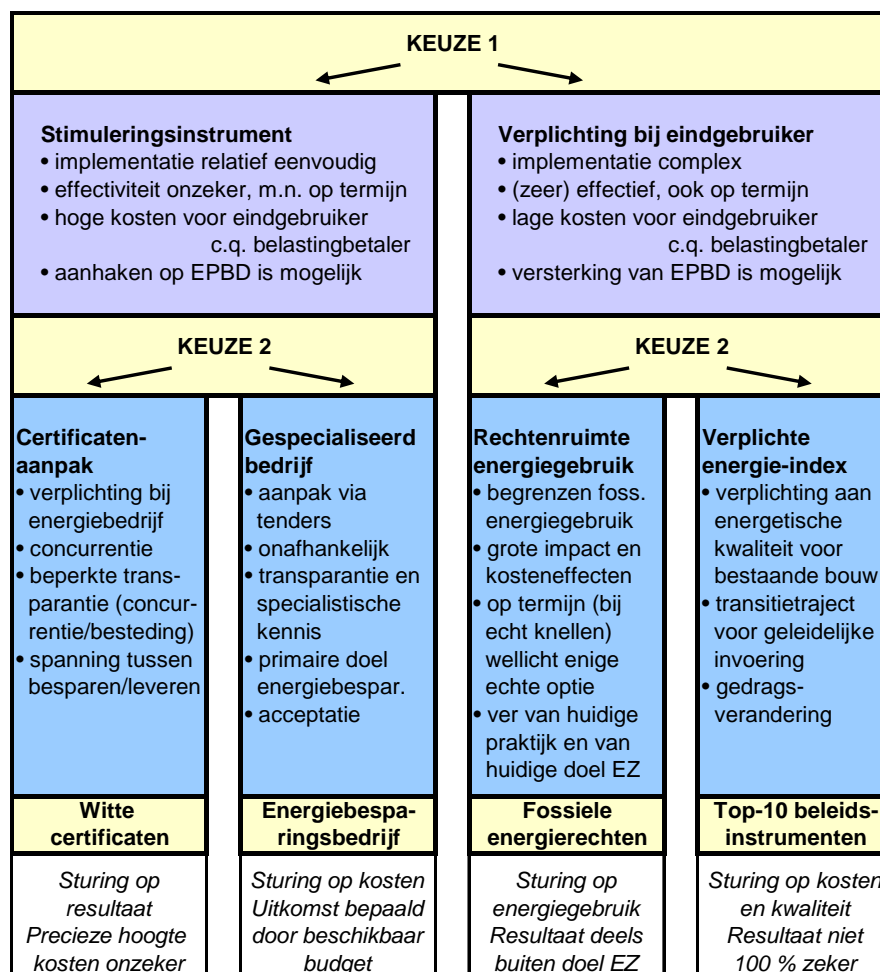 KEUZE 1
Stimuleringsinstrument
• implementatie relatief eenvoudig
• effectiviteit onzeker, m.n. op termijn
• hoge kosten voor eindgebruiker
c.q. belastingbetaler
• aanhaken op EPBD is mogelijk
Verplichting bij eindgebruiker
• implementatie complex
• (zeer) effectief, ook op termijn
• lage kosten voor eindgebruiker
c.q. belastingbetaler
• versterking van EPBD is mogelijk
KEUZE 2
KEUZE 2
Certificaten-
aanpak
• verplichting bij
energiebedrijf
• concurrentie
• beperkte trans-
parantie (concur-
rentie/besteding)
• spanning tussen
besparen/leveren
Gespecialiseerd
bedrijf
• aanpak via
tenders
• onafhankelijk
• transparantie en
specialistische
kennis
• primaire doel
energiebespar.
• acceptatie
Rechtenruimte
energiegebruik
• begrenzen foss.
energiegebruik
• grote impact en
kosteneffecten
• op termijn (bij
echt knellen)
wellicht enige
echte optie
• ver van huidige
praktijk en van
huidige doel EZ
Verplichte
energie-index
• verplichting aan
energetische
kwaliteit voor
bestaande bouw
• transitietraject
voor geleidelijke
invoering
• gedrags-
verandering
Witte
certificaten
Energiebespa-
ringsbedrijf
Fossiele
energierechten
Top-10 beleids-
instrumenten
Sturing op
resultaat
Precieze hoogte
kosten onzeker
Sturing op kosten
Uitkomst bepaald
door beschikbaar
budget
Sturing op
energiegebruik
Resultaat deels
buiten doel EZ
Sturing op kosten
en kwaliteit
Resultaat niet
100 % zeker